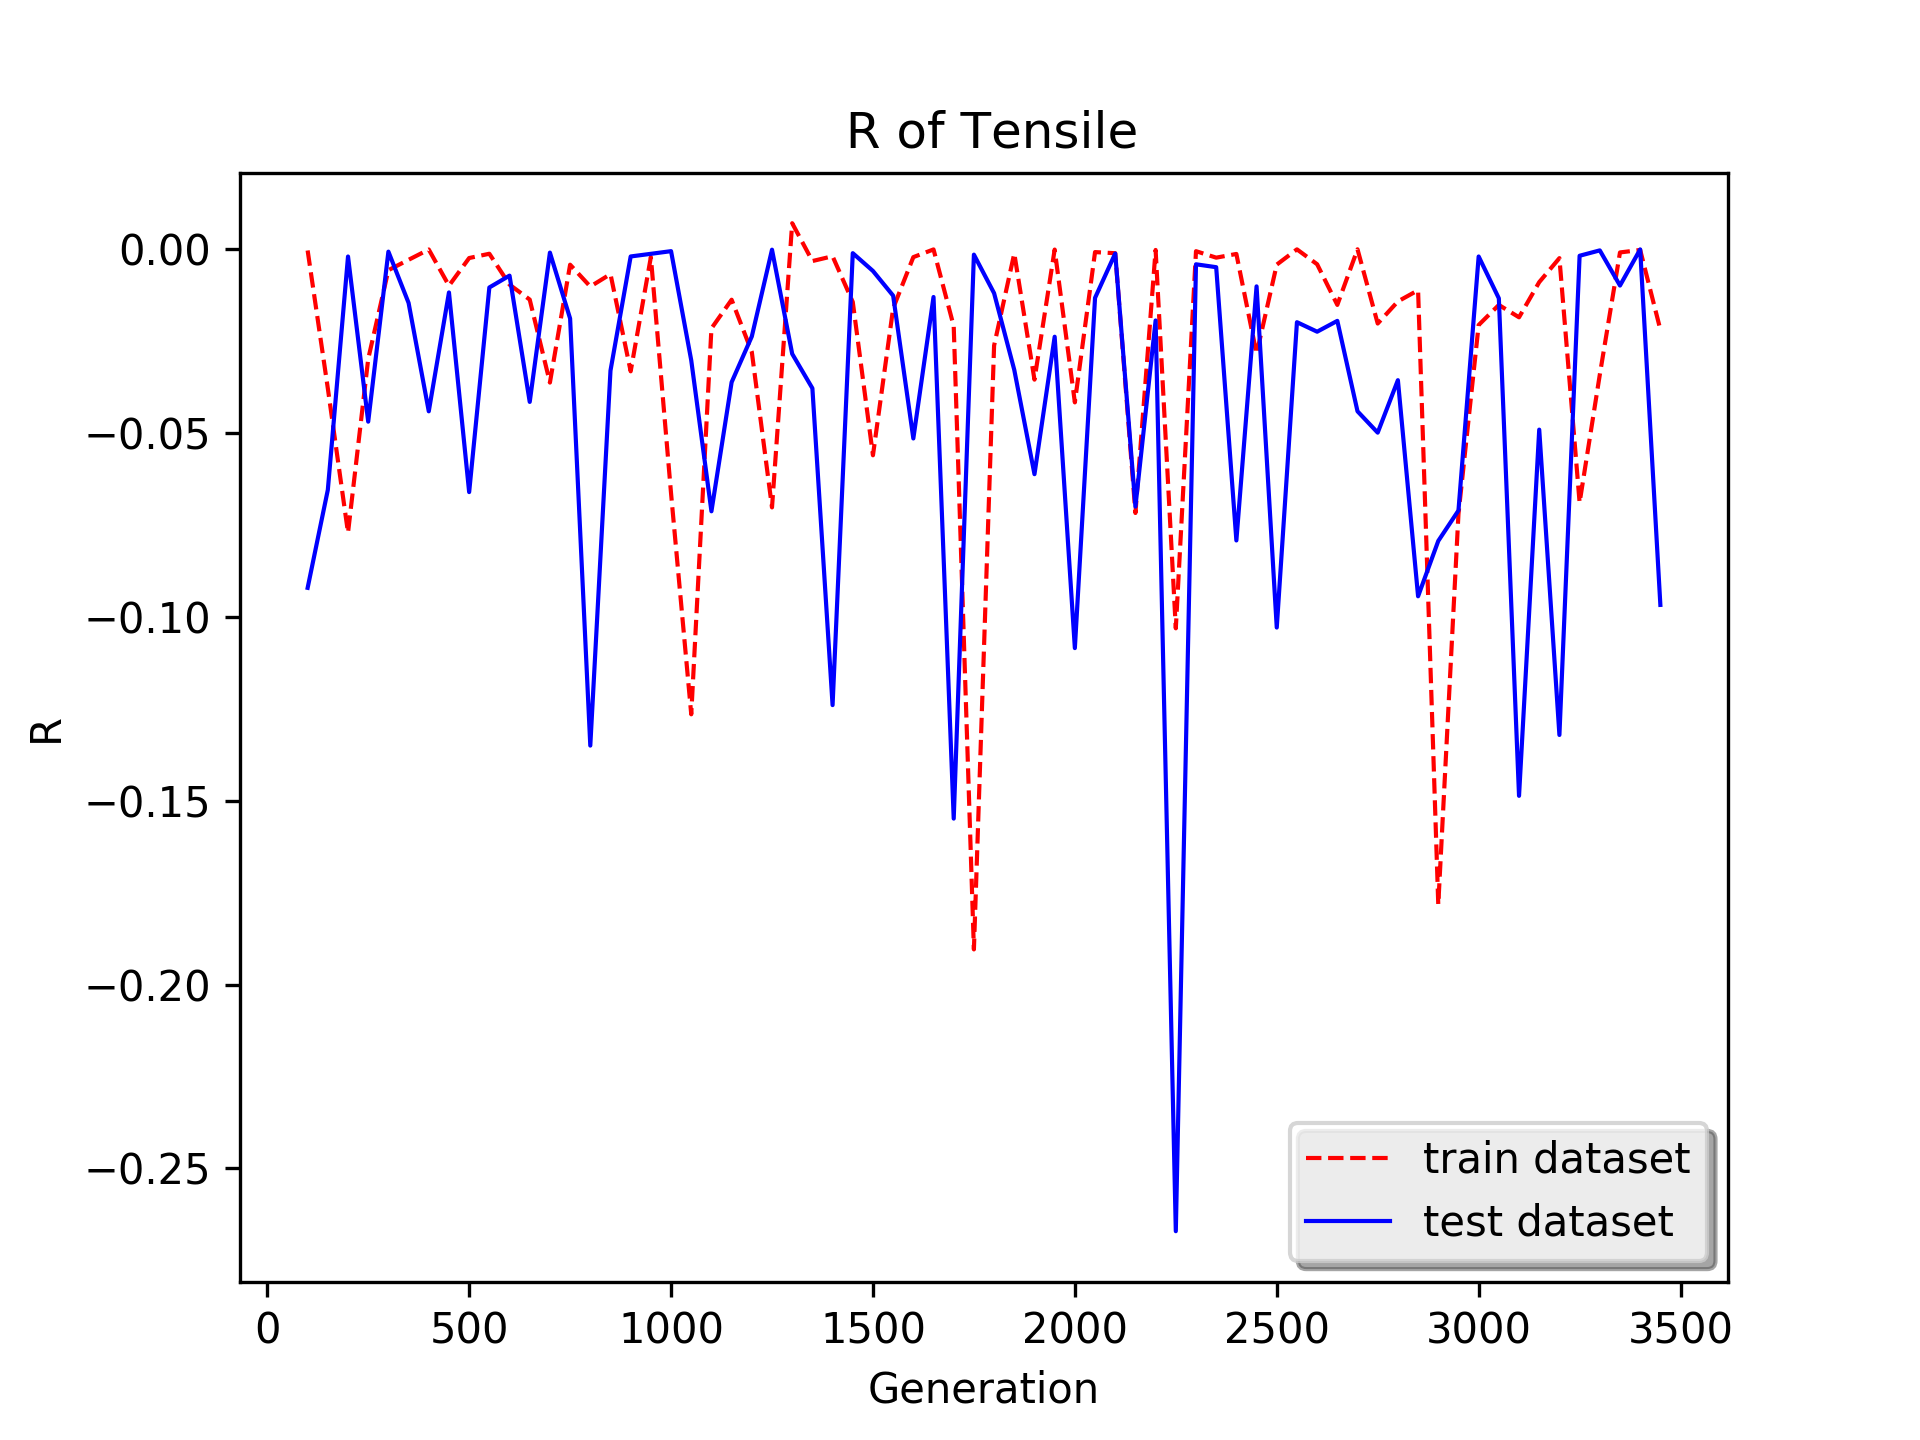 R of Tensile
0.00
−0.05
−0.10
−0.15
−0.20
−0.25
R
train dataset
test dataset
0 500 1000 1500 2000 2500 3000 3500
Generation